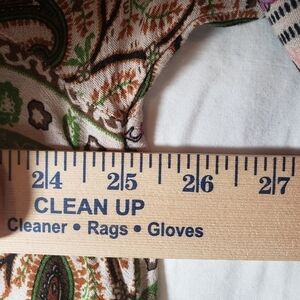 24 25 26 27
CLEAN UP
Cleaner • Rags • Gloves